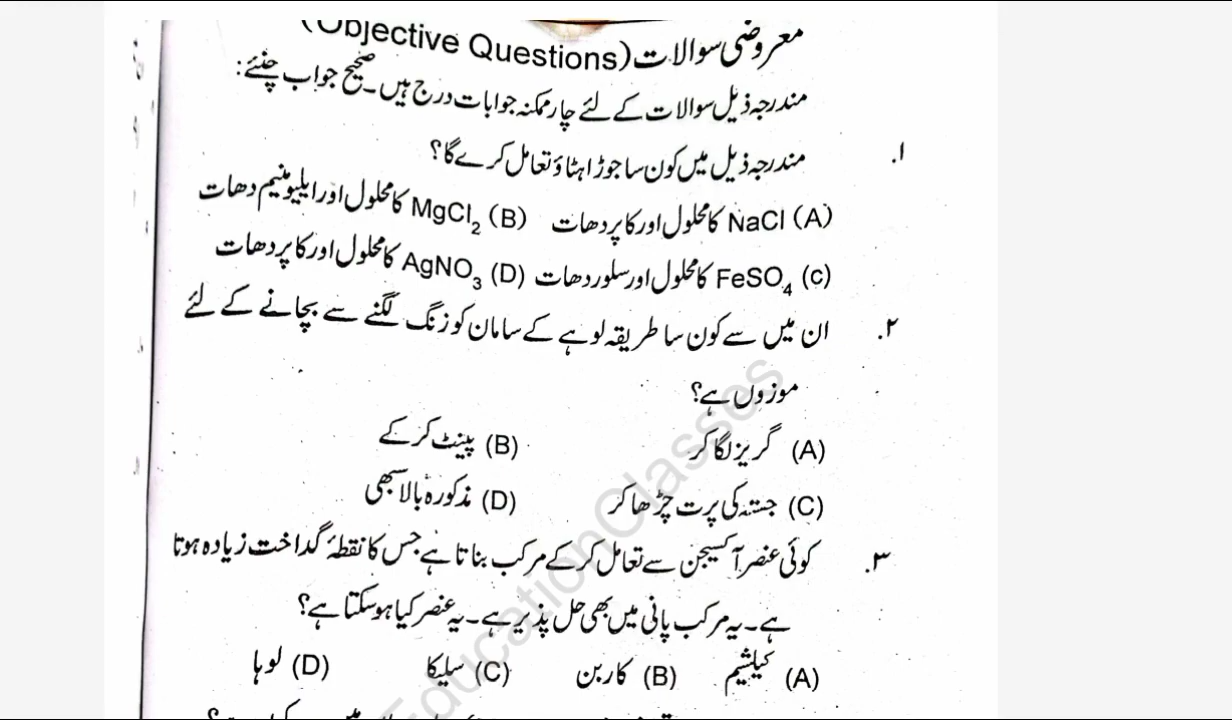 معروضی سوالات (Objective Questions)
مندرجہ ذیل سوالات کے لئے چار ممکنہ جوابات درج ہیں۔ صحیح جواب چنئے:
۱. مندرجہ ذیل میں کون سا جوڑا ہٹاؤ تعامل کرے گا؟
(A) NaCl کا محلول اور کاپر دھات (B) MgCl₂ کا محلول اور ایلیومنیم دھات
(c) FeSO₄ کا محلول اور سلور دھات (D) AgNO₃ کا محلول اور کاپر دھات
۲. ان میں سے کون سا طریقہ لوہے کے سامان کو زنگ لگنے سے بچانے کے لئے
موزوں ہے؟
(A) گریز لگا کر (B) پینٹ کر کے
(C) جستہ کی پرت چڑھا کر (D) مذکورہ بالا سبھی
۳. کوئی عنصر آکسیجن سے تعامل کر کے مرکب بناتا ہے جس کا نقطۂ گداخت زیادہ ہوتا
ہے۔ یہ مرکب پانی میں بھی حل پذیر ہے۔ یہ عنصر کیا ہو سکتا ہے؟
(A) کیلشیم (B) کاربن (C) سلیکا (D) لوہا
EducationClasses